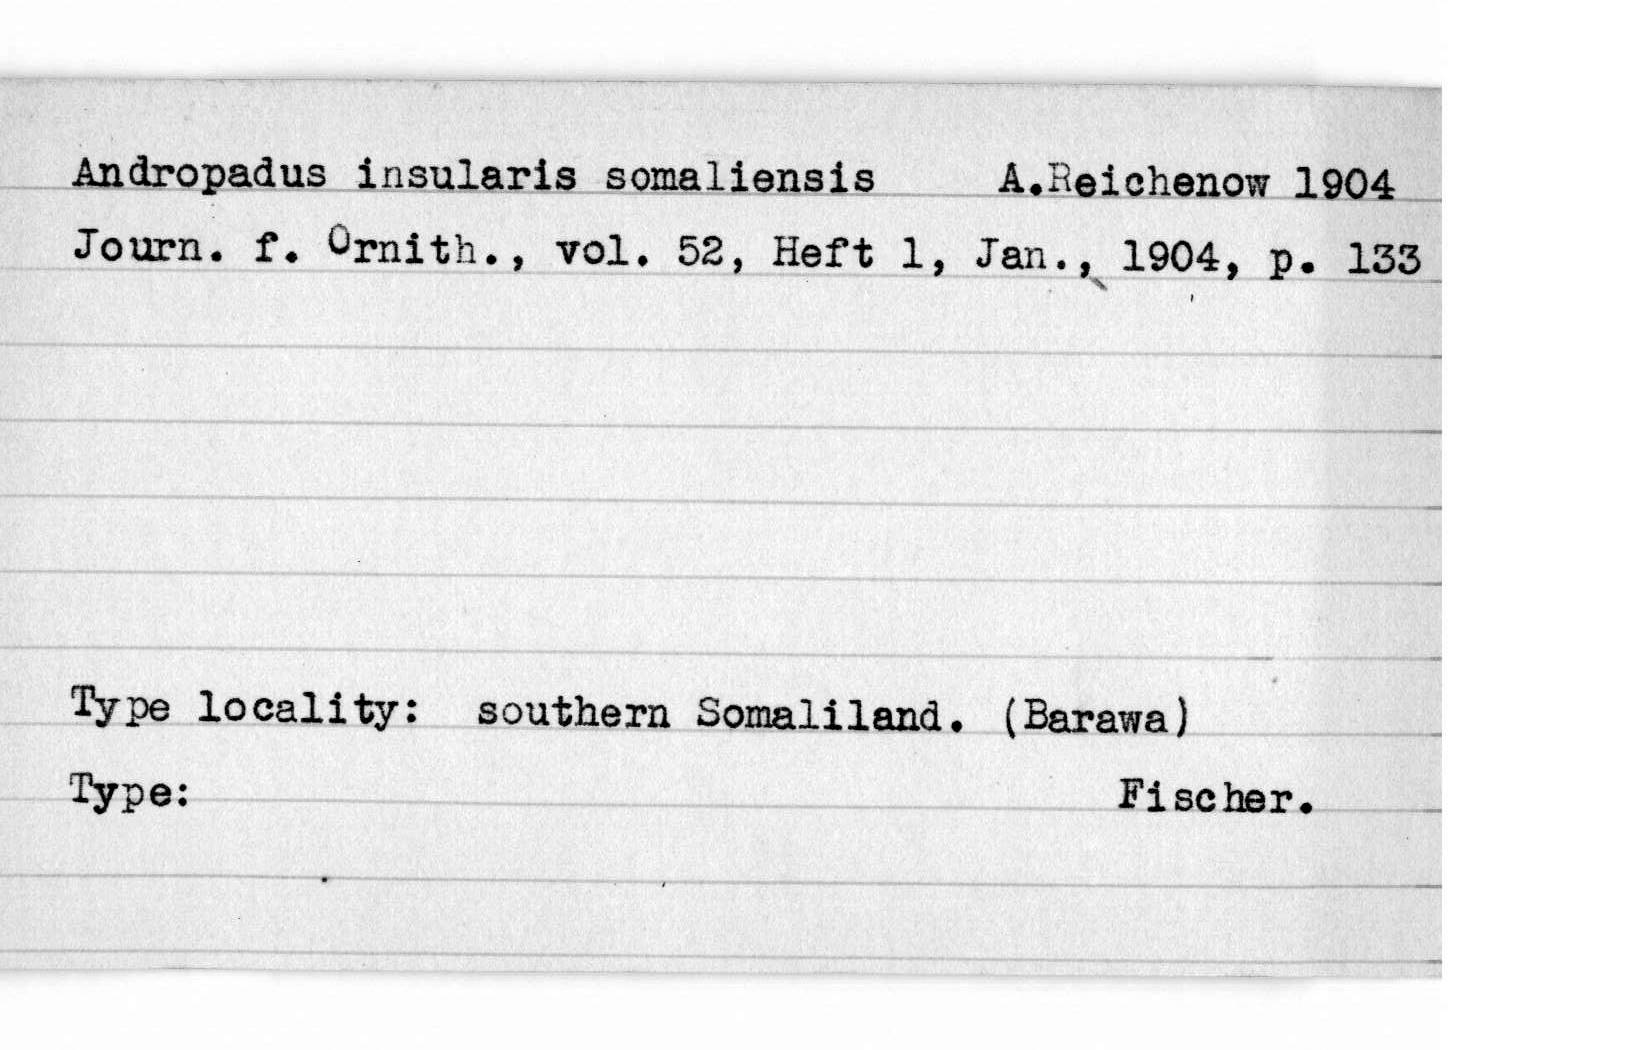 Andropadus insularis somaliensis A.Reichenow 1904
Journ. f. Ornith., vol. 52, Heft 1, Jan., 1904, p. 133
Type locality: southern Somaliland. (Barawa)
Type: Fischer.